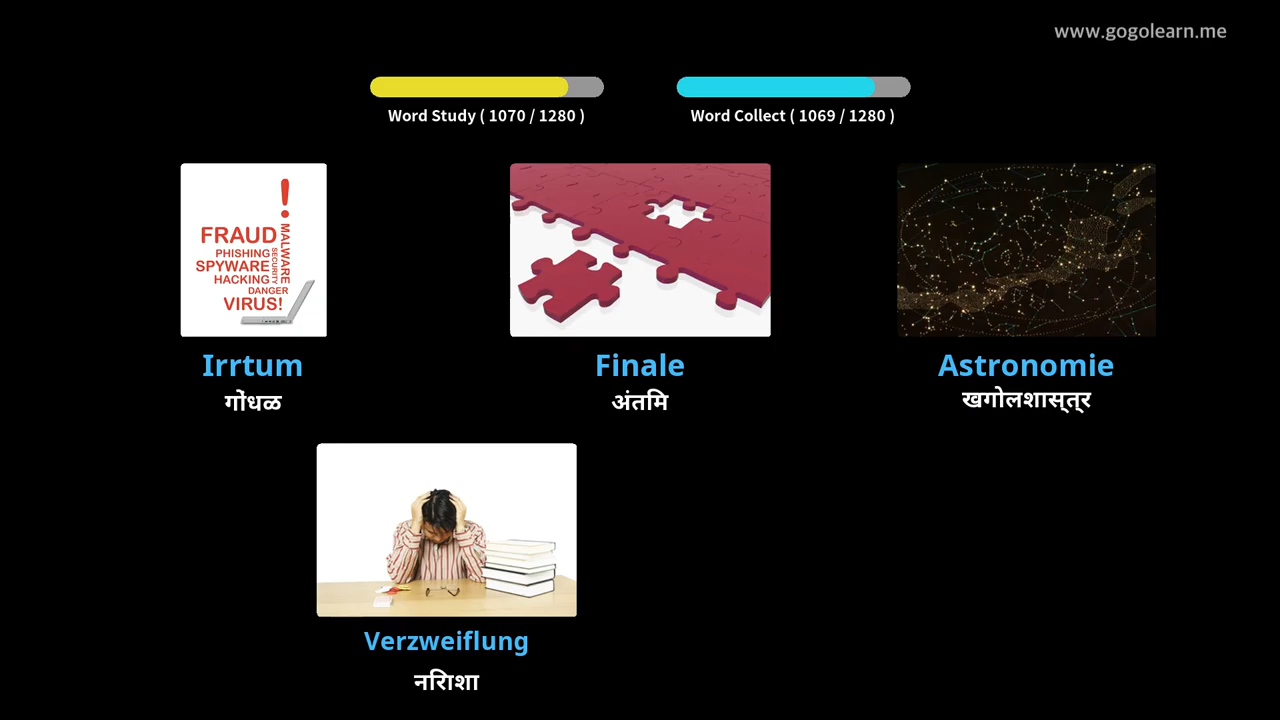 www.gogolearn.me
Word Study ( 1070 / 1280 )
Word Collect ( 1069 / 1280 )
!
FRAUD
PHISHING
SPYWARE
HACKING
DANGER
VIRUS!
MALWARE
SECURITY
Irrtum
गोंधळ
Finale
अंतमि
Astronomie
खगोलशास्त्र
Verzweiflung
नरिाशा